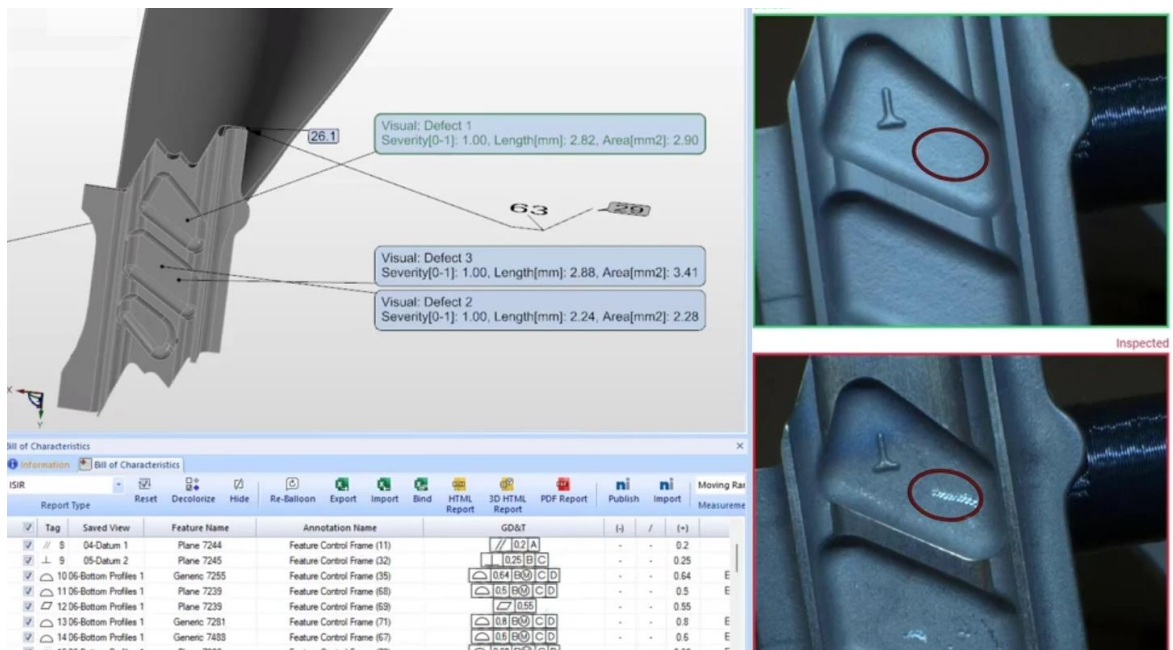 26.1
Visual: Defect 1
Severity[0-1]: 1.00, Length[mm]: 2.82, Area[mm2]: 2.90
63
29
Visual: Defect 3
Severity[0-1]: 1.00, Length[mm]: 2.88, Area[mm2]: 3.41
Visual: Defect 2
Severity[0-1]: 1.00, Length[mm]: 2.24, Area[mm2]: 2.28
X
Y
Inspected
Bill of Characteristics
Information Bill of Characteristics
ISIR
Report Type
Reset Decolorize Hide Re-Balloon Export Import Bind HTML Report 3D HTML Report PDF Report Publish Import
Moving Rar
Measureme
Tag Saved View Feature Name Annotation Name GD&T (-) / (+)
8 04-Datum 1 Plane 7244 Feature Control Frame (11) // 0.2 A - - 0.2
9 05-Datum 2 Plane 7245 Feature Control Frame (32) ⊥ 0.25 B C - - 0.25
10 06-Bottom Profiles 1 Generic 7255 Feature Control Frame (35) ⌓ 0.64 BⓂ C D - - 0.64 E
11 06-Bottom Profiles 1 Plane 7239 Feature Control Frame (68) ⌓ 0.5 BⓂ C D - - 0.5 E
12 06-Bottom Profiles 1 Plane 7239 Feature Control Frame (69) ⏥ 0.55 - - 0.55
13 06-Bottom Profiles 1 Generic 7281 Feature Control Frame (71) ⌓ 0.8 BⓂ C D - - 0.8 E
14 06-Bottom Profiles 1 Generic 7488 Feature Control Frame (67) ⌓ 0.6 BⓂ C D - - 0.6 E